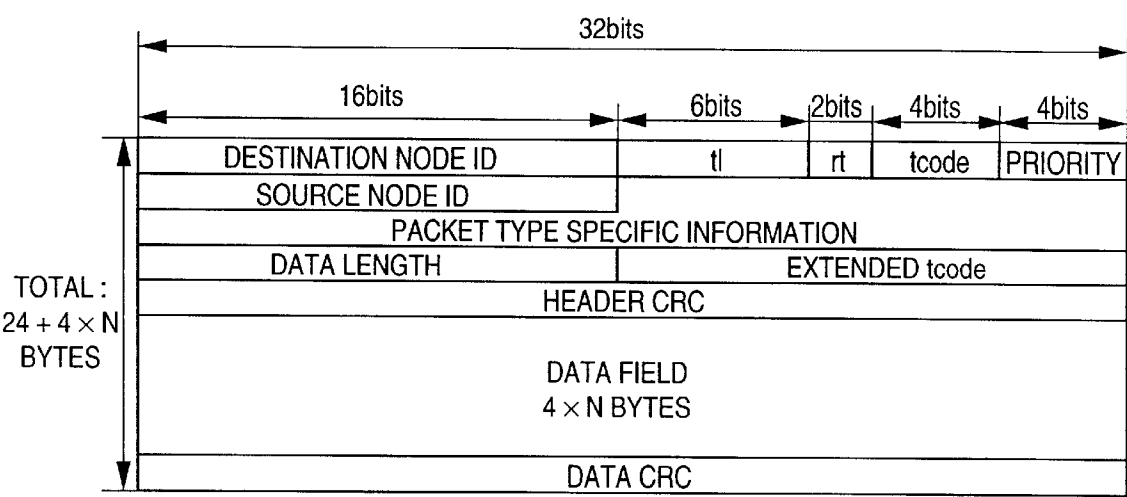 32bits
16bits 6bits 2bits 4bits 4bits
DESTINATION NODE ID tl rt tcode PRIORITY
SOURCE NODE ID
PACKET TYPE SPECIFIC INFORMATION
DATA LENGTH EXTENDED tcode
HEADER CRC
TOTAL :
24 + 4 × N
BYTES
DATA FIELD
4 × N BYTES
DATA CRC